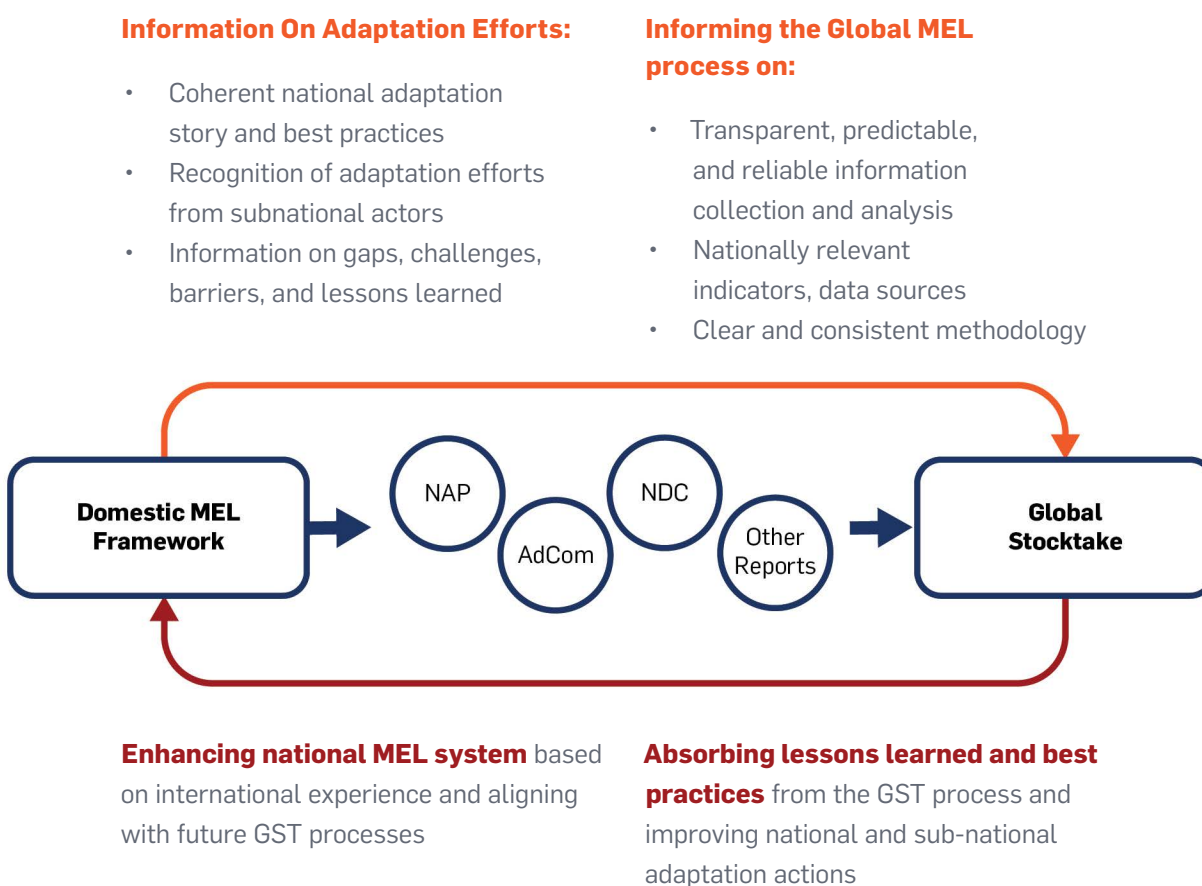 Information On Adaptation Efforts:
• Coherent national adaptation
story and best practices
• Recognition of adaptation efforts
from subnational actors
• Information on gaps, challenges,
barriers, and lessons learned
Informing the Global MEL
process on:
• Transparent, predictable,
and reliable information
collection and analysis
• Nationally relevant
indicators, data sources
• Clear and consistent methodology
Domestic MEL
Framework
NAP
AdCom
NDC
Other
Reports
Global
Stocktake
Enhancing national MEL system based
on international experience and aligning
with future GST processes
Absorbing lessons learned and best
practices from the GST process and
improving national and sub-national
adaptation actions